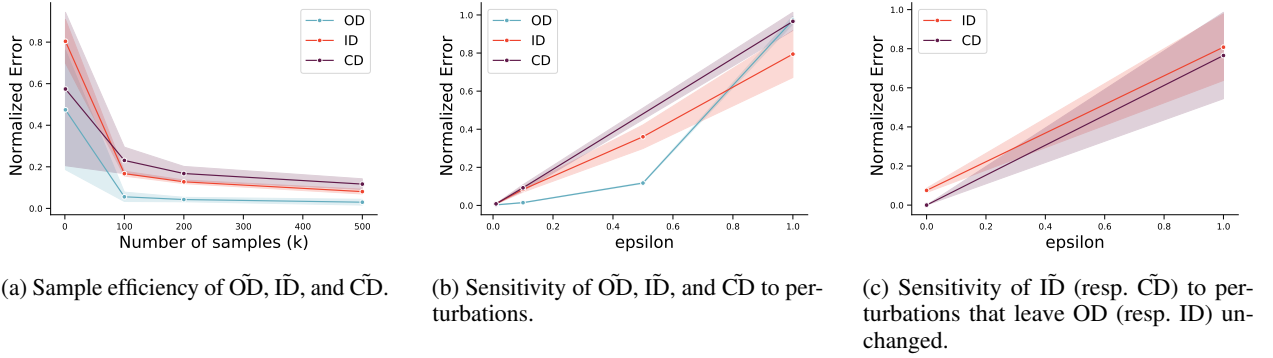 Normalized Error
0.8
0.6
0.4
0.2
0.0
0 100 200 300 400 500
Number of samples (k)
OD
ID
CD
Normalized Error
1.0
0.8
0.6
0.4
0.2
0.0
0.0 0.2 0.4 0.6 0.8 1.0
epsilon
OD
ID
CD
Normalized Error
1.0
0.8
0.6
0.4
0.2
0.0
0.0 0.2 0.4 0.6 0.8 1.0
epsilon
ID
CD
(a) Sample efficiency of OD̃, ID̃, and CD̃.
(b) Sensitivity of OD̃, ID̃, and CD̃ to per-
turbations.
(c) Sensitivity of ID̃ (resp. CD̃) to per-
turbations that leave OD (resp. ID) un-
changed.